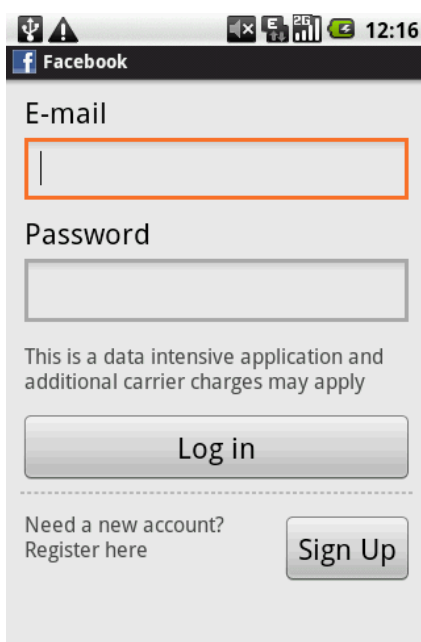 E 2G 12:16
f Facebook
E-mail
Password
This is a data intensive application and
additional carrier charges may apply
Log in
Need a new account?
Register here
Sign Up